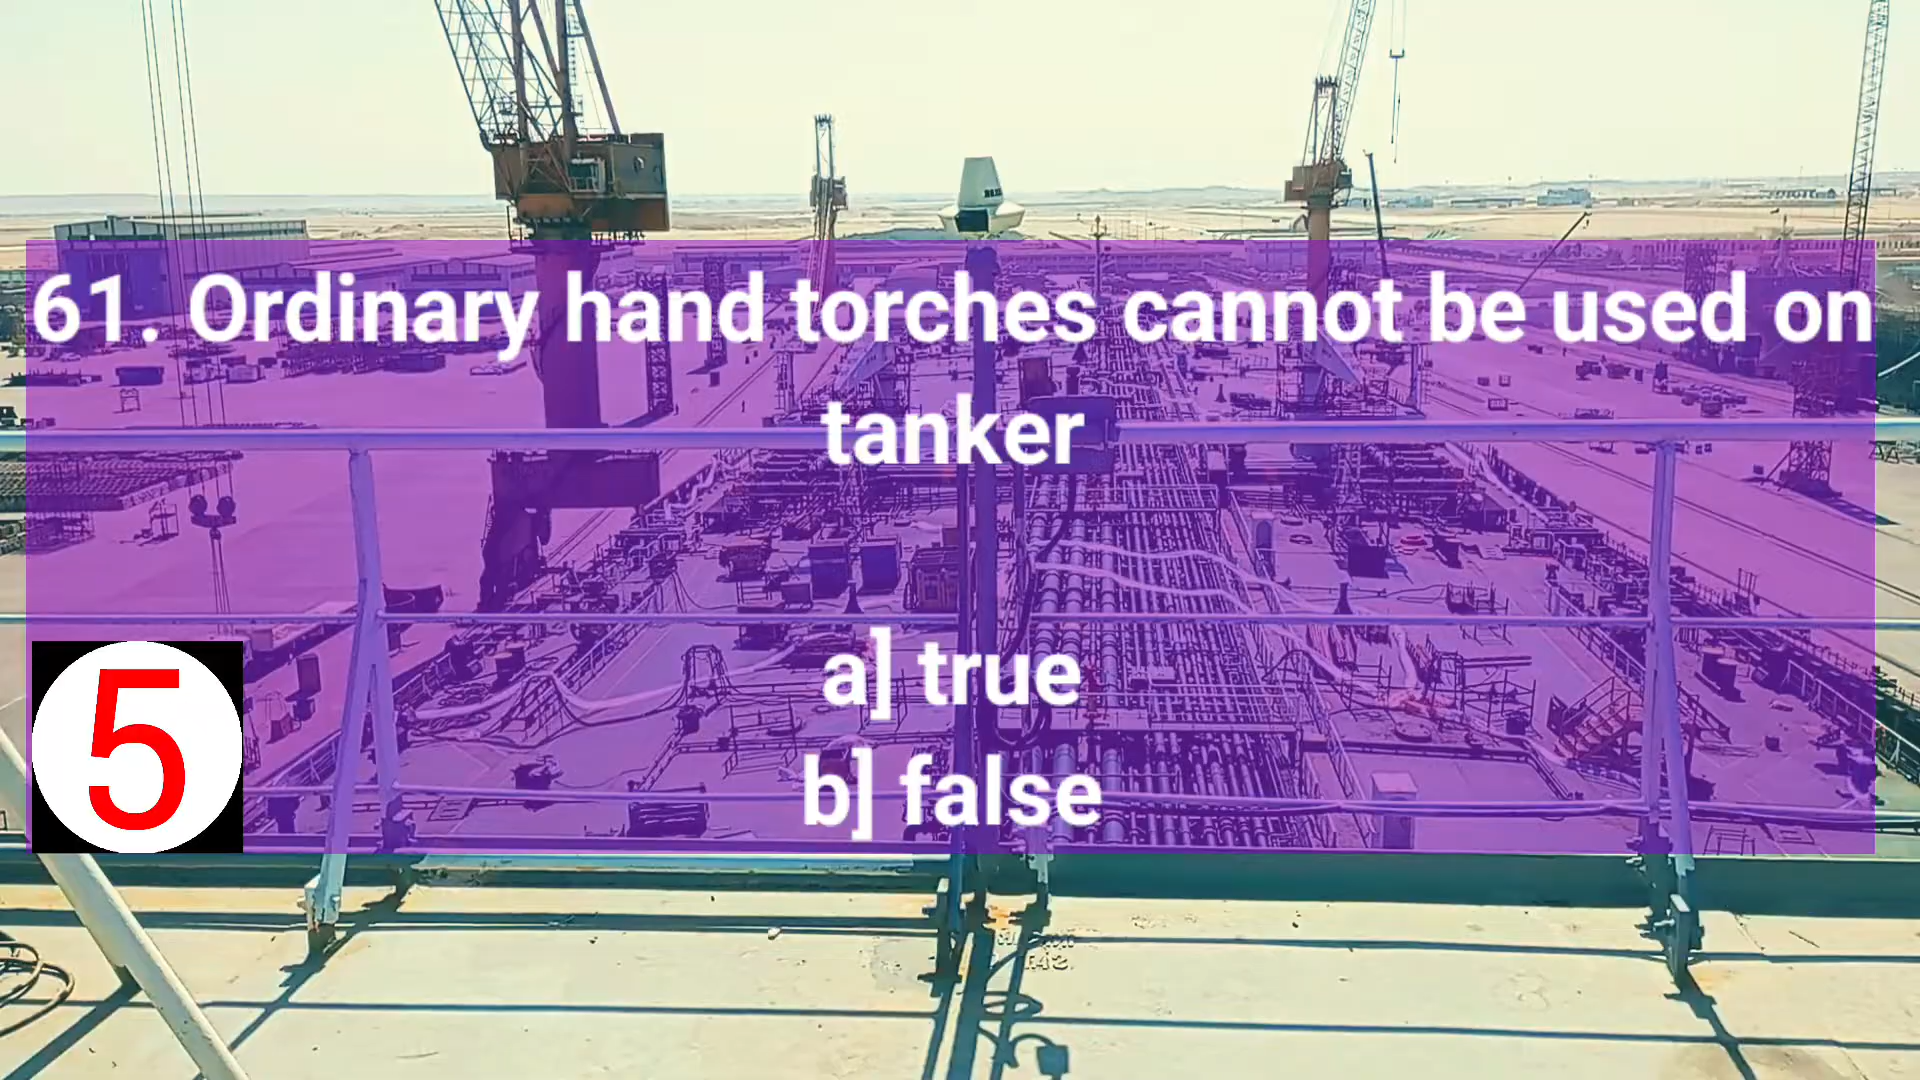 61. Ordinary hand torches cannot be used on
tanker
a] true
b] false
5